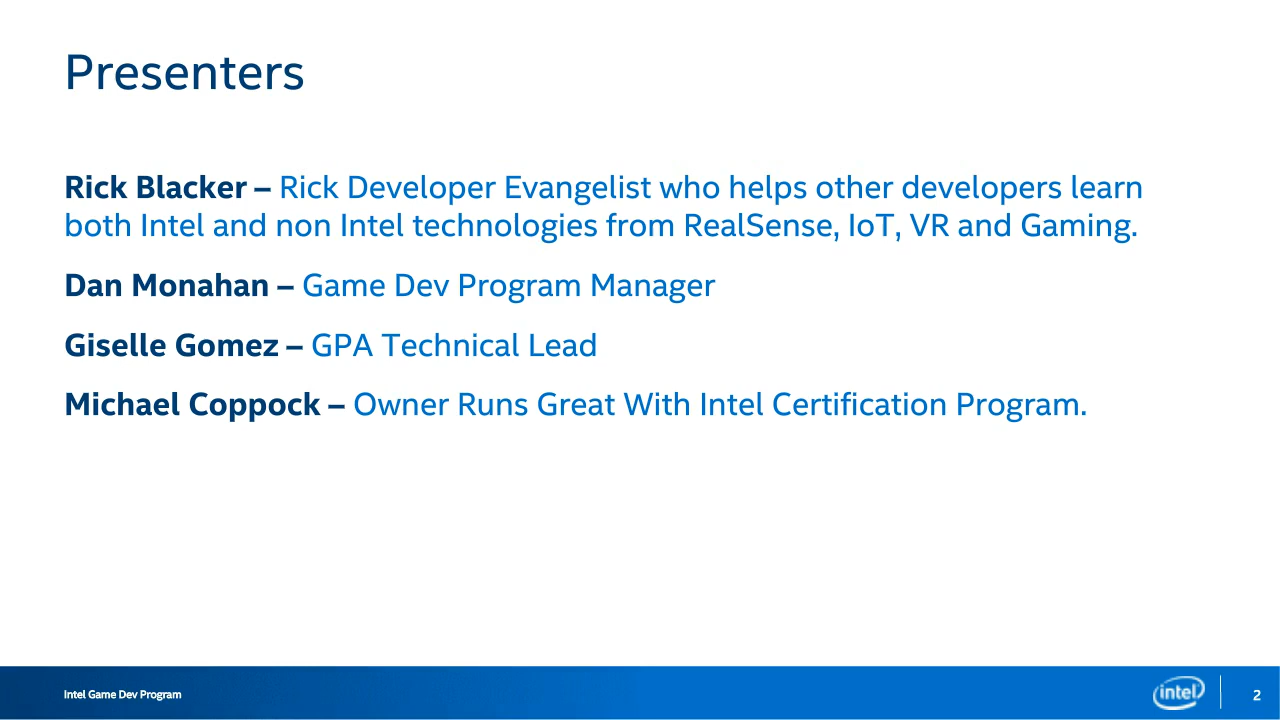 Presenters
Rick Blacker – Rick Developer Evangelist who helps other developers learn
both Intel and non Intel technologies from RealSense, IoT, VR and Gaming.
Dan Monahan – Game Dev Program Manager
Giselle Gomez – GPA Technical Lead
Michael Coppock – Owner Runs Great With Intel Certification Program.
Intel Game Dev Program
intel
2